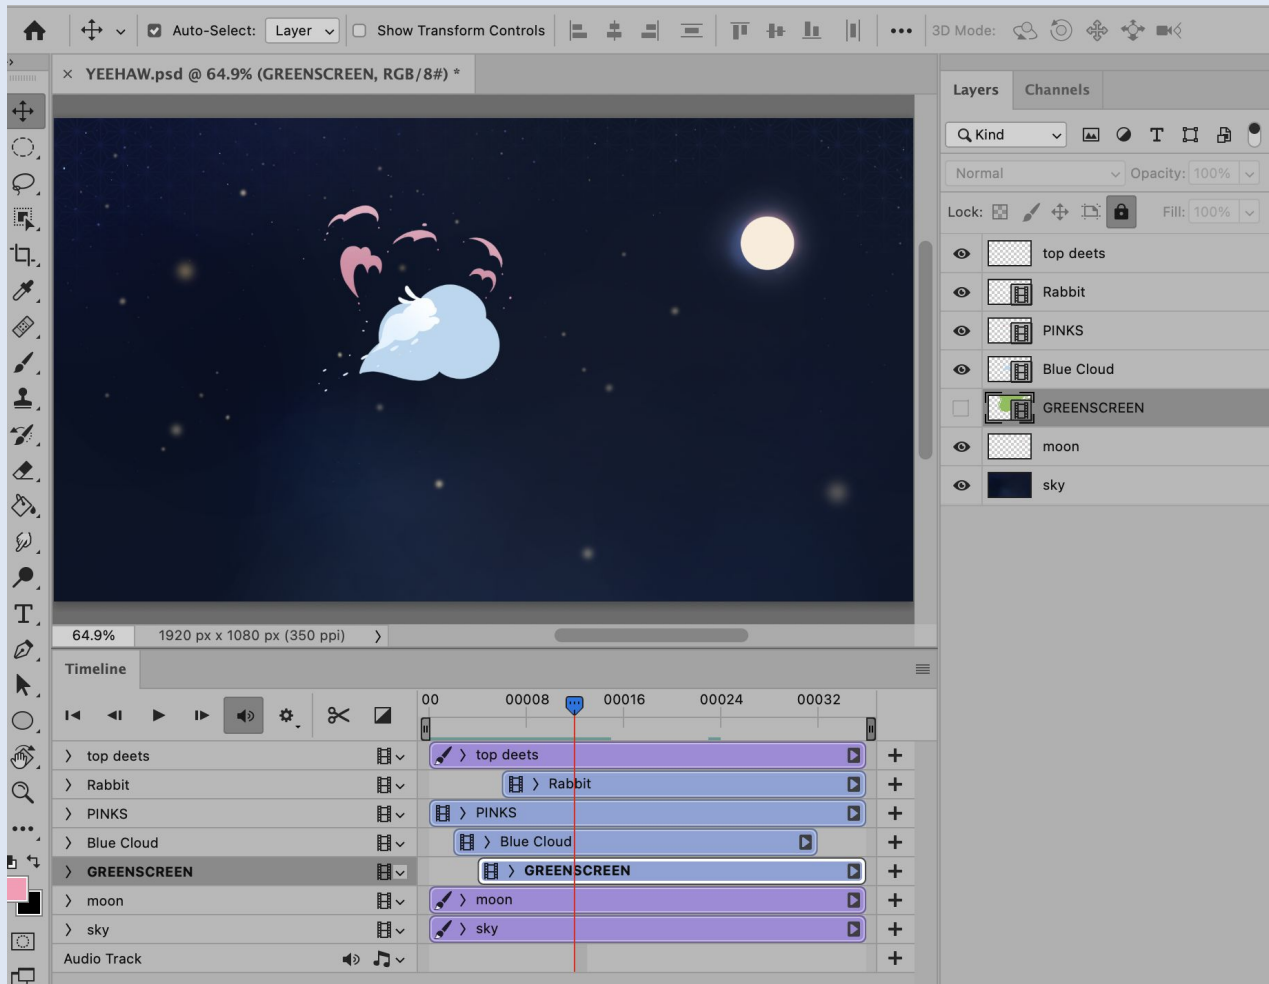 Auto-Select: Layer Show Transform Controls 3D Mode:
YEEHAW.psd @ 64.9% (GREENSCREEN, RGB/8#) *
Layers Channels
Kind
Normal Opacity: 100%
Lock: Fill: 100%
top deets
Rabbit
PINKS
Blue Cloud
GREENSCREEN
moon
sky
64.9% 1920 px x 1080 px (350 ppi)
Timeline
00 00008 00016 00024 00032
top deets top deets
Rabbit Rabbit
PINKS PINKS
Blue Cloud Blue Cloud
GREENSCREEN GREENSCREEN
moon moon
sky sky
Audio Track